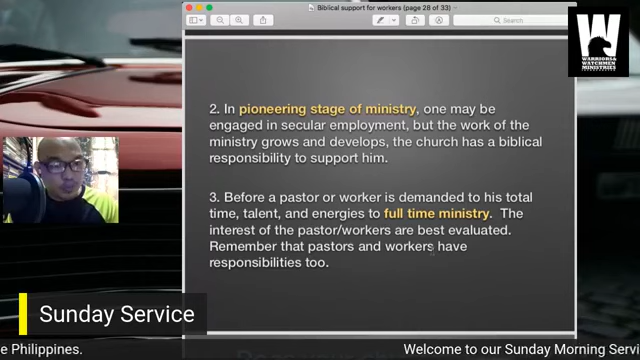 Biblical support for workers (page 28 of 33)
Search
WARRIORS &
WATCHMEN
MINISTRIES
2. In pioneering stage of ministry, one may be
engaged in secular employment, but the work of the
ministry grows and develops, the church has a biblical
responsibility to support him.
3. Before a pastor or worker is demanded to his total
time, talent, and energies to full time ministry. The
interest of the pastor/workers are best evaluated.
Remember that pastors and workers have
responsibilities too.
Sunday Service
e Philippines.
Welcome to our Sunday Morning Servi